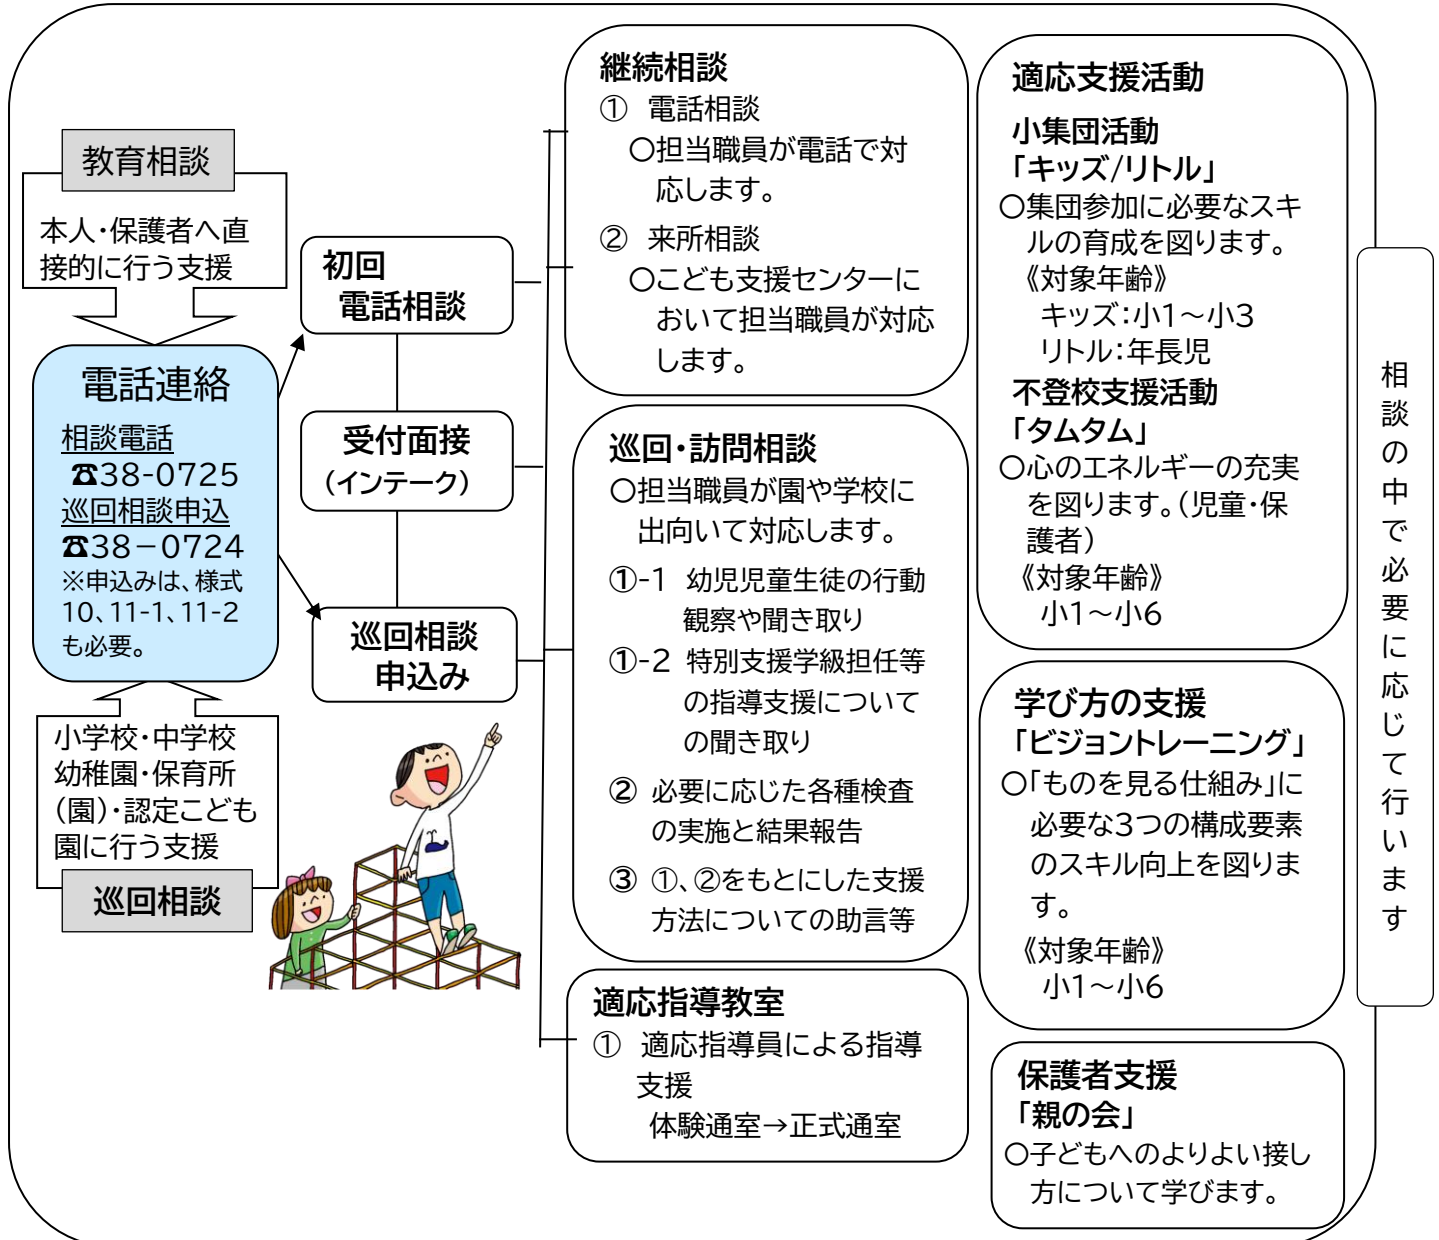 教育相談
本人・保護者へ直
接的に行う支援
電話連絡
相談電話
☎38-0725
巡回相談申込
☎38－0724
※申込みは、様式
10、11-1、11-2
も必要。
小学校・中学校
幼稚園・保育所
(園)・認定こども
園に行う支援
巡回相談
初回
電話相談
受付面接
(インテーク)
巡回相談
申込み
継続相談
① 電話相談
○担当職員が電話で対
応します。
② 来所相談
○こども支援センターに
おいて担当職員が対応
します。
巡回・訪問相談
○担当職員が園や学校に
出向いて対応します。
①-1 幼児児童生徒の行動
観察や聞き取り
①-2 特別支援学級担任等
の指導支援について
の聞き取り
② 必要に応じた各種検査
の実施と結果報告
③ ①、②をもとにした支援
方法についての助言等
適応指導教室
① 適応指導員による指導
支援
体験通室→正式通室
適応支援活動
小集団活動
「キッズ/リトル」
○集団参加に必要なスキ
ルの育成を図ります。
《対象年齢》
キッズ：小1～小3
リトル：年長児
不登校支援活動
「タムタム」
○心のエネルギーの充実
を図ります。(児童・保
護者)
《対象年齢》
小1～小6
学び方の支援
「ビジョントレーニング」
○「ものを見る仕組み」に
必要な3つの構成要素
のスキル向上を図りま
す。
《対象年齢》
小1～小6
保護者支援
「親の会」
○子どもへのよりよい接し
方について学びます。
相談の中で必要に応じて行います